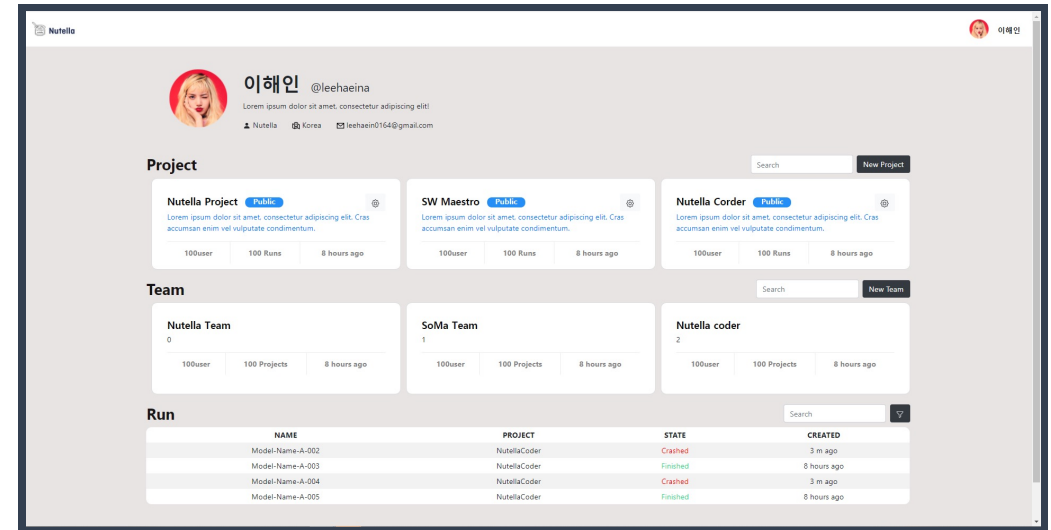 Nutella
이해인
이해인 @leehaeina
Lorem ipsum dolor sit amet, consectetur adipiscing elit!
Nutella Korea leehaein0164@gmail.com
Project
Search
New Project
Nutella Project Public
Lorem ipsum dolor sit amet, consectetur adipiscing elit. Cras
accumsan enim vel vulputate condimentum.
100user 100 Runs 8 hours ago
SW Maestro Public
Lorem ipsum dolor sit amet, consectetur adipiscing elit. Cras
accumsan enim vel vulputate condimentum.
100user 100 Runs 8 hours ago
Nutella Corder Public
Lorem ipsum dolor sit amet, consectetur adipiscing elit. Cras
accumsan enim vel vulputate condimentum.
100user 100 Runs 8 hours ago
Team
Search
New Team
Nutella Team
0
100user 100 Projects 8 hours ago
SoMa Team
1
100user 100 Projects 8 hours ago
Nutella coder
2
100user 100 Projects 8 hours ago
Run
Search
NAME PROJECT STATE CREATED
Model-Name-A-002 NutellaCoder Crashed 3 m ago
Model-Name-A-003 NutellaCoder Finished 8 hours ago
Model-Name-A-004 NutellaCoder Crashed 3 m ago
Model-Name-A-005 NutellaCoder Finished 8 hours ago